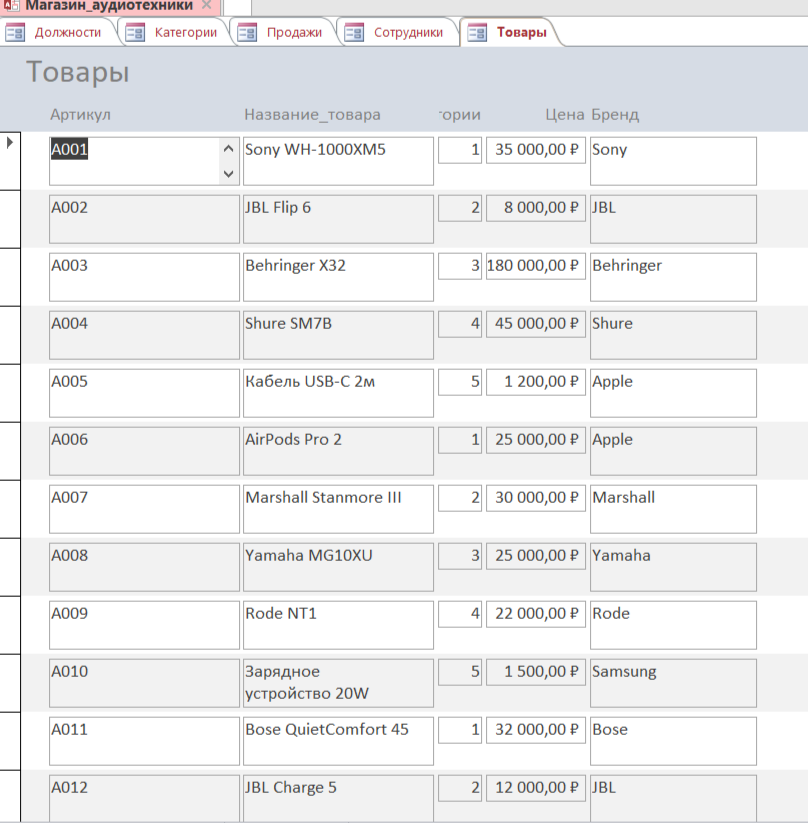 Магазин_аудиотехники
Должности Категории Продажи Сотрудники Товары
Товары
Артикул Название_товара гории Цена Бренд
A001 Sony WH-1000XM5 1 35 000,00 ₽ Sony
A002 JBL Flip 6 2 8 000,00 ₽ JBL
A003 Behringer X32 3 180 000,00 ₽ Behringer
A004 Shure SM7B 4 45 000,00 ₽ Shure
A005 Кабель USB-C 2м 5 1 200,00 ₽ Apple
A006 AirPods Pro 2 1 25 000,00 ₽ Apple
A007 Marshall Stanmore III 2 30 000,00 ₽ Marshall
A008 Yamaha MG10XU 3 25 000,00 ₽ Yamaha
A009 Rode NT1 4 22 000,00 ₽ Rode
A010 Зарядное 5 1 500,00 ₽ Samsung
устройство 20W
A011 Bose QuietComfort 45 1 32 000,00 ₽ Bose
A012 JBL Charge 5 2 12 000,00 ₽ JBL